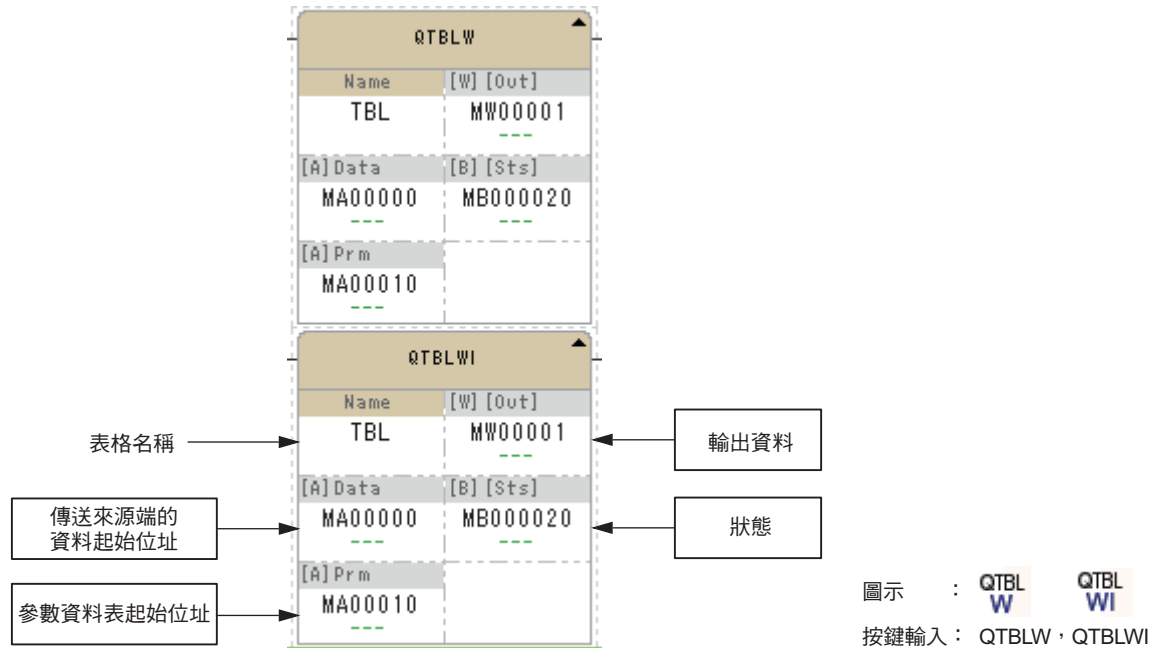 QTBLW
Name [W][Out]
TBL MW00001
---
[A]Data [B][Sts]
MA00000 MB000020
--- ---
[A]Prm
MA00010
---
QTBLWI
Name [W][Out]
表格名稱 TBL MW00001 輸出資料
---
[A]Data [B][Sts]
傳送來源端的
資料起始位址 MA00000 MB000020 狀態
--- ---
[A]Prm
參數資料表起始位址 MA00010
---
圖示 : QTBL W QTBL WI
按鍵輸入： QTBLW，QTBLWI